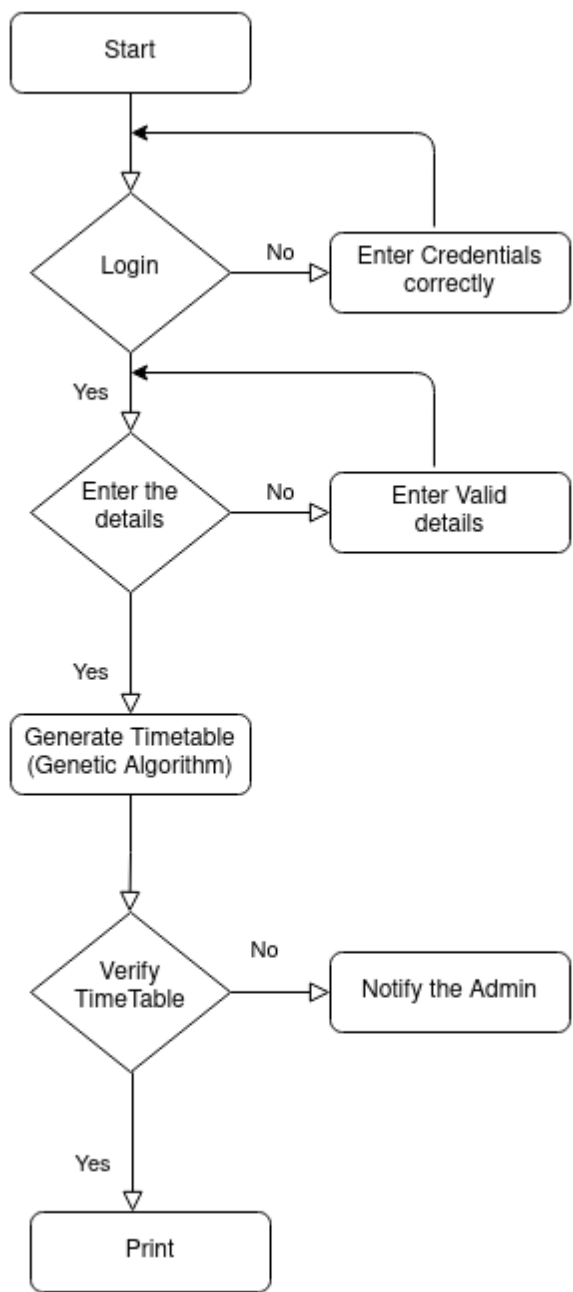 Start
Login
No
Enter Credentials
correctly
Yes
Enter the
details
No
Enter Valid
details
Yes
Generate Timetable
(Genetic Algorithm)
Verify
TimeTable
No
Notify the Admin
Yes
Print